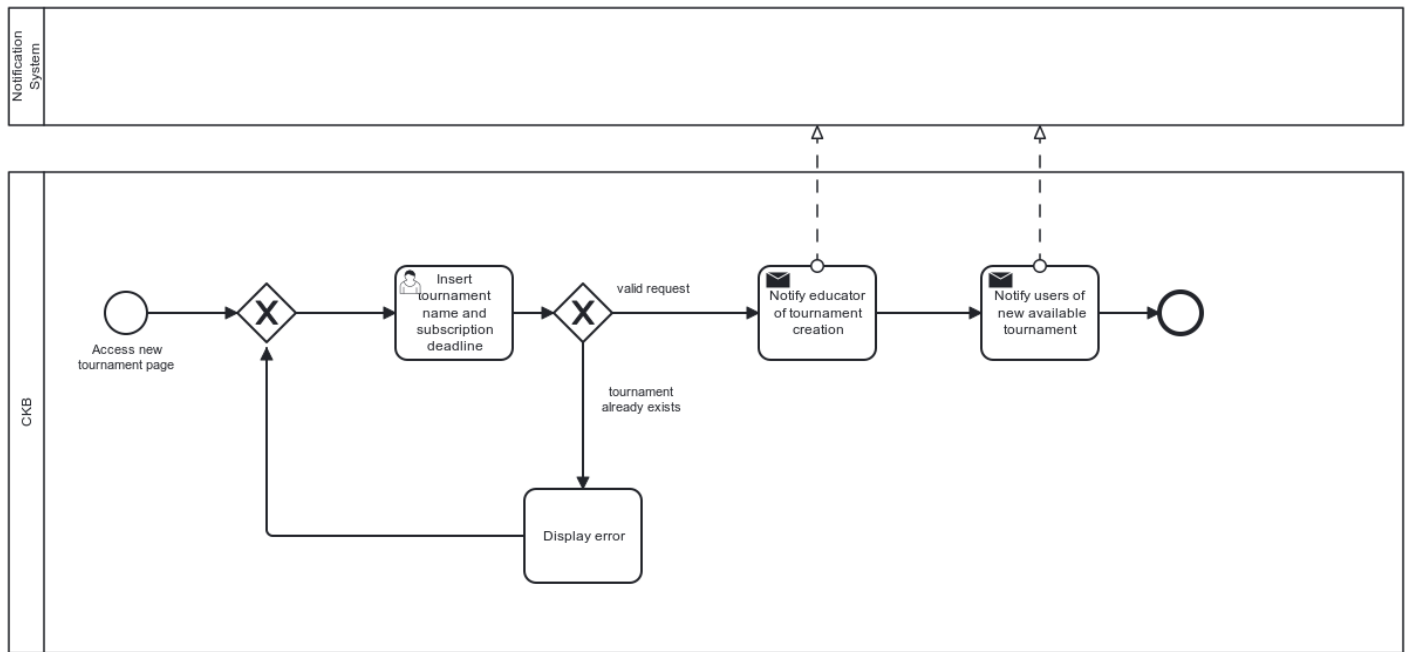 Notification
System
CKB
Access new
tournament page
Insert
tournament
name and
subscription
deadline
valid request
tournament
already exists
Display error
Notify educator
of tournament
creation
Notify users of
new available
tournament